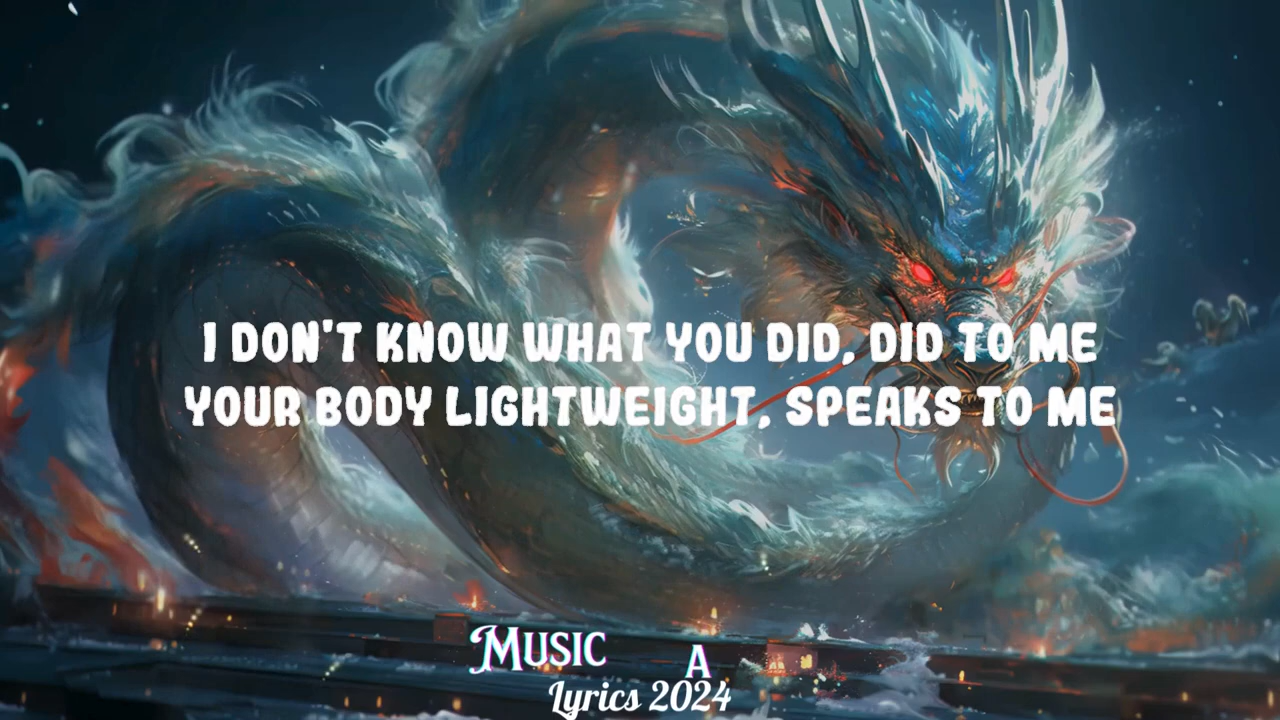 I DON'T KNOW WHAT YOU DID, DID TO ME
YOUR BODY LIGHTWEIGHT, SPEAKS TO ME
MUSIC A
Lyrics 2024